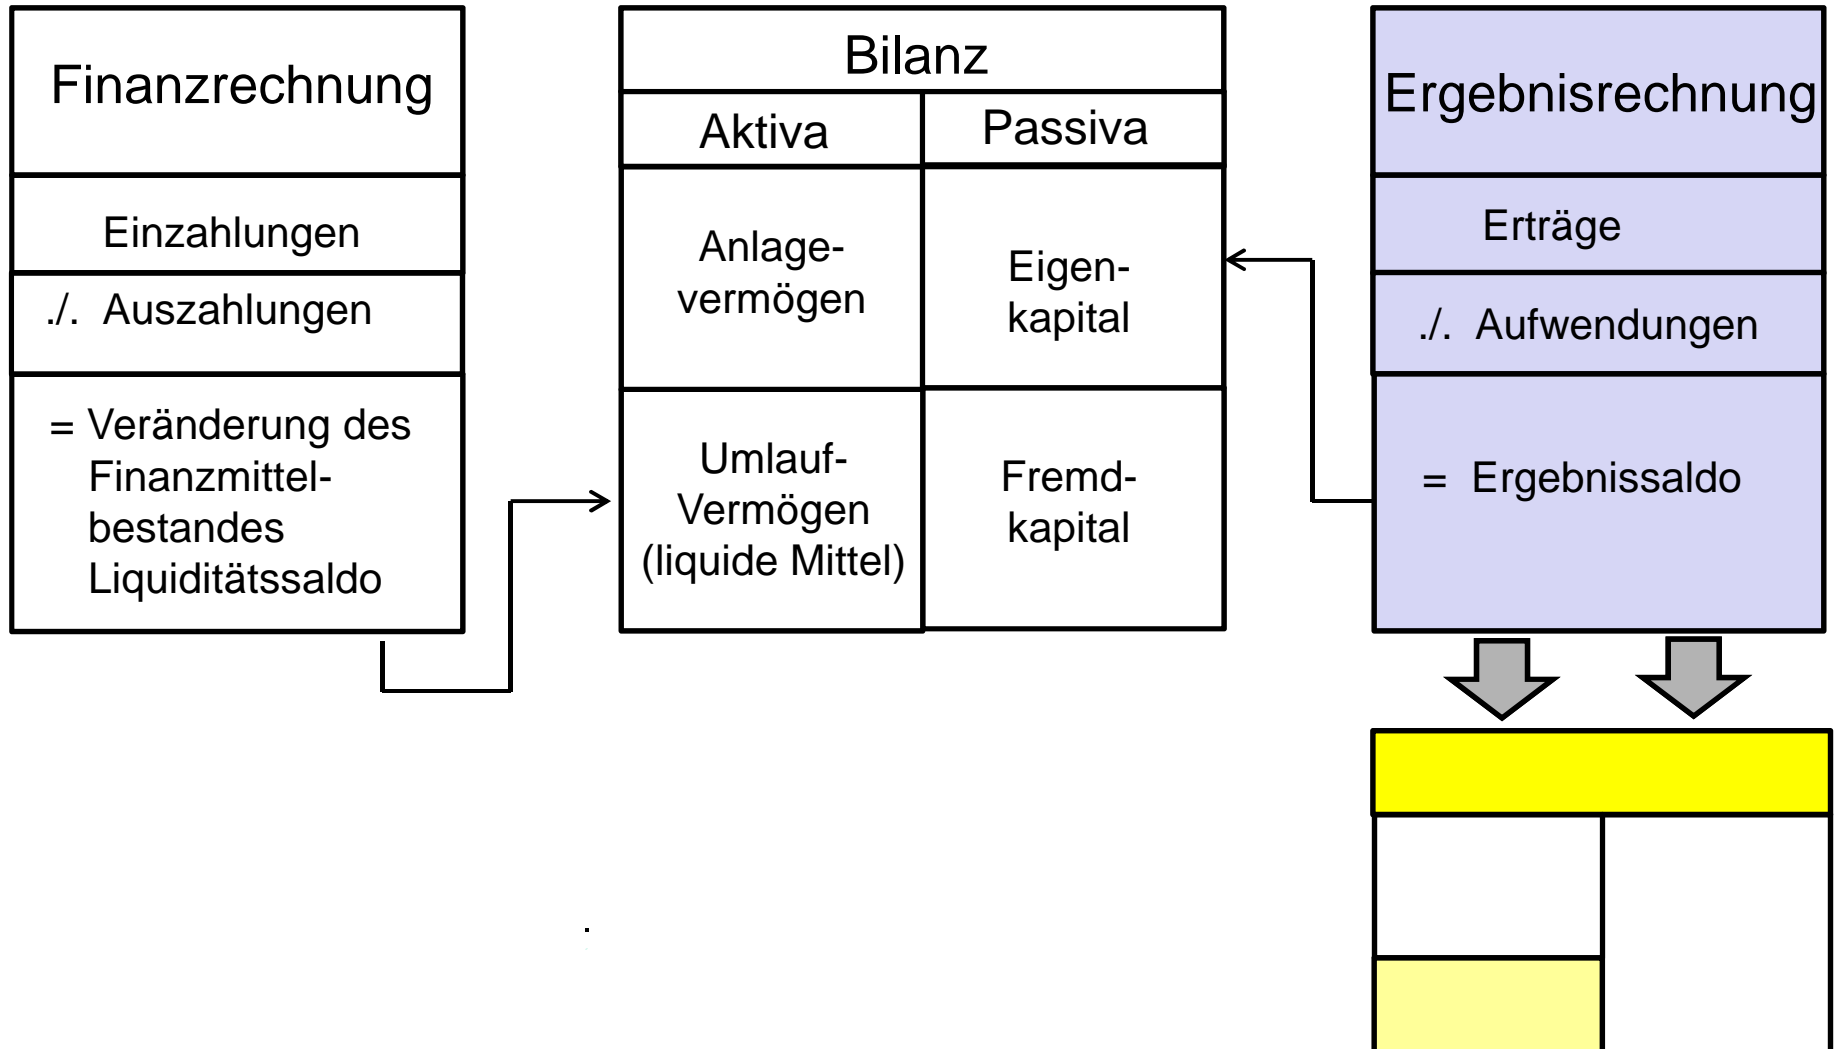 Finanzrechnung
Einzahlungen
./. Auszahlungen
= Veränderung des
Finanzmittel-
bestandes
Liquiditätssaldo
Bilanz
Aktiva
Passiva
Anlage-
vermögen
Eigen-
kapital
Umlauf-
Vermögen
(liquide Mittel)
Fremd-
kapital
Ergebnisrechnung
Erträge
./. Aufwendungen
= Ergebnissaldo